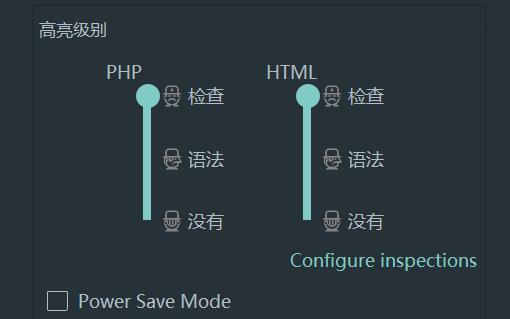 高亮级别
PHP HTML
检查 检查
语法 语法
没有 没有
Configure inspections
Power Save Mode